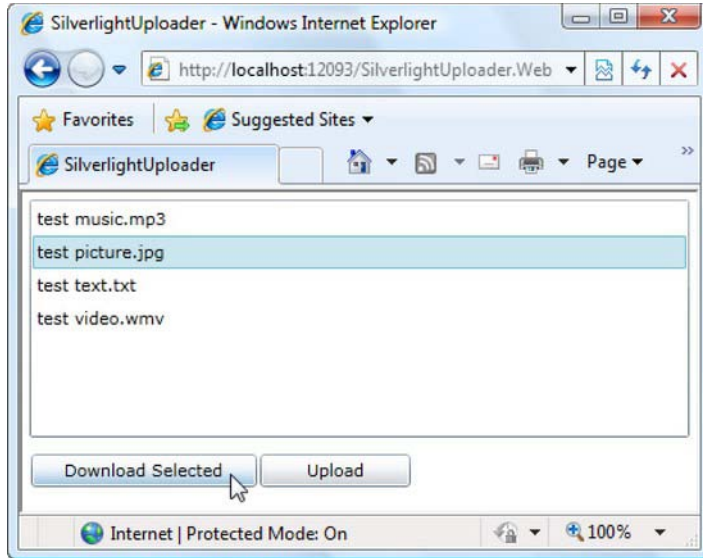 SilverlightUploader - Windows Internet Explorer
http://localhost:12093/SilverlightUploader.Web
Favorites Suggested Sites
SilverlightUploader Page »
test music.mp3
test picture.jpg
test text.txt
test video.wmv
Download Selected Upload
Internet | Protected Mode: On 100%